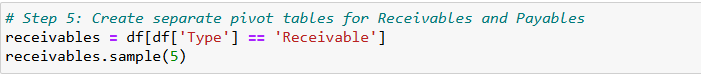 # Step 5: Create separate pivot tables for Receivables and Payables
receivables = df[df['Type'] == 'Receivable']
receivables.sample(5)